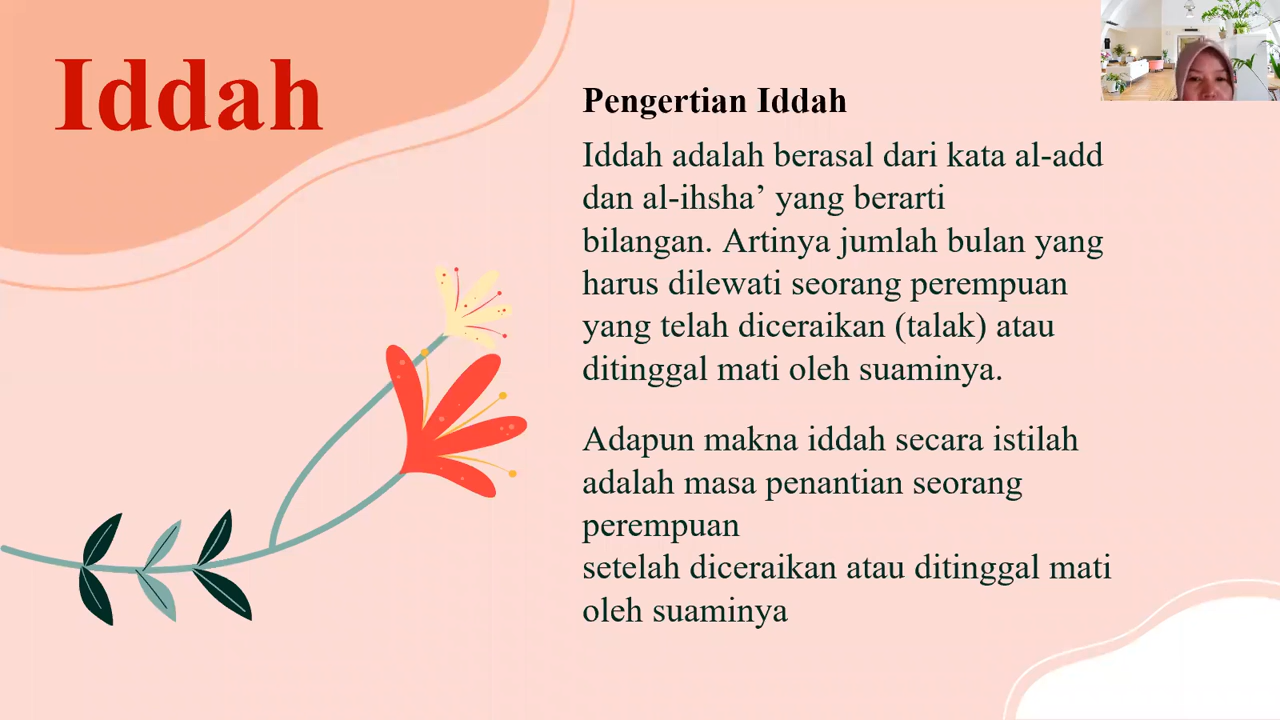 Iddah
Pengertian Iddah
Iddah adalah berasal dari kata al-add
dan al-ihsha’ yang berarti
bilangan. Artinya jumlah bulan yang
harus dilewati seorang perempuan
yang telah diceraikan (talak) atau
ditinggal mati oleh suaminya.
Adapun makna iddah secara istilah
adalah masa penantian seorang
perempuan
setelah diceraikan atau ditinggal mati
oleh suaminya